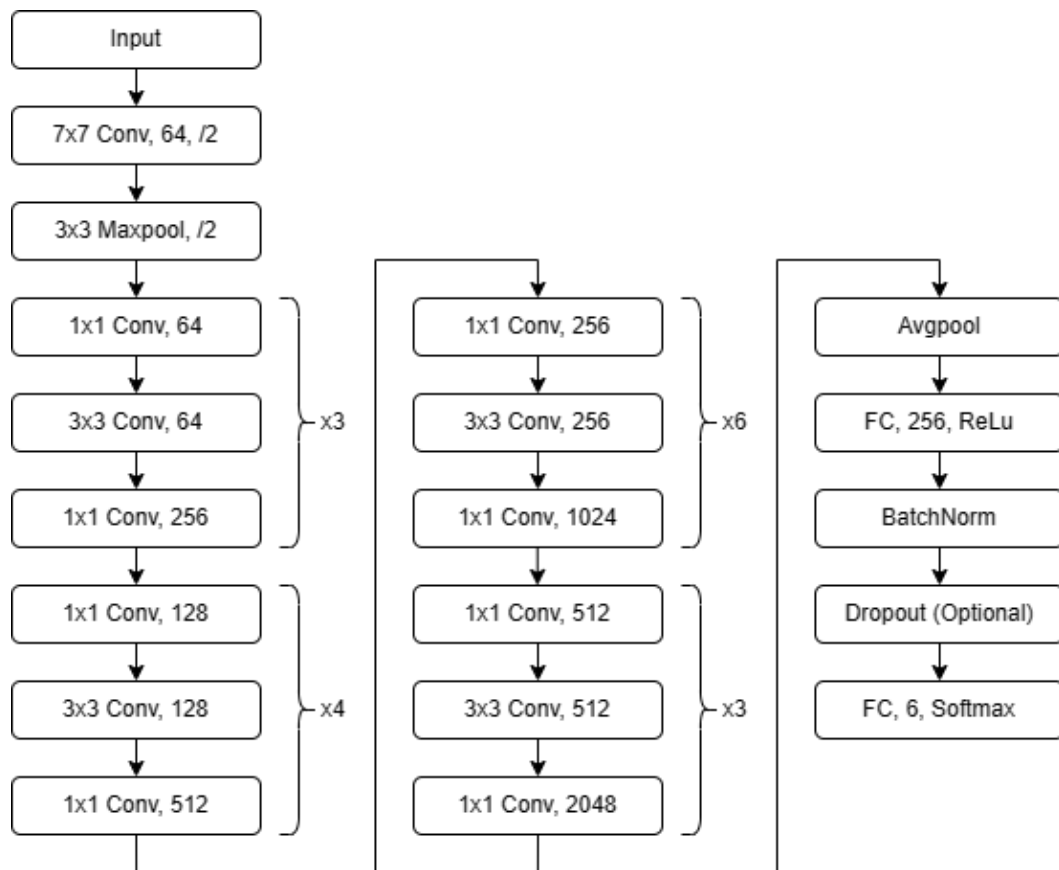 Input
7x7 Conv, 64, /2
3x3 Maxpool, /2
1x1 Conv, 64
3x3 Conv, 64
1x1 Conv, 256
x3
1x1 Conv, 128
3x3 Conv, 128
1x1 Conv, 512
x4
1x1 Conv, 256
3x3 Conv, 256
1x1 Conv, 1024
x6
1x1 Conv, 512
3x3 Conv, 512
1x1 Conv, 2048
x3
Avgpool
FC, 256, ReLu
BatchNorm
Dropout (Optional)
FC, 6, Softmax